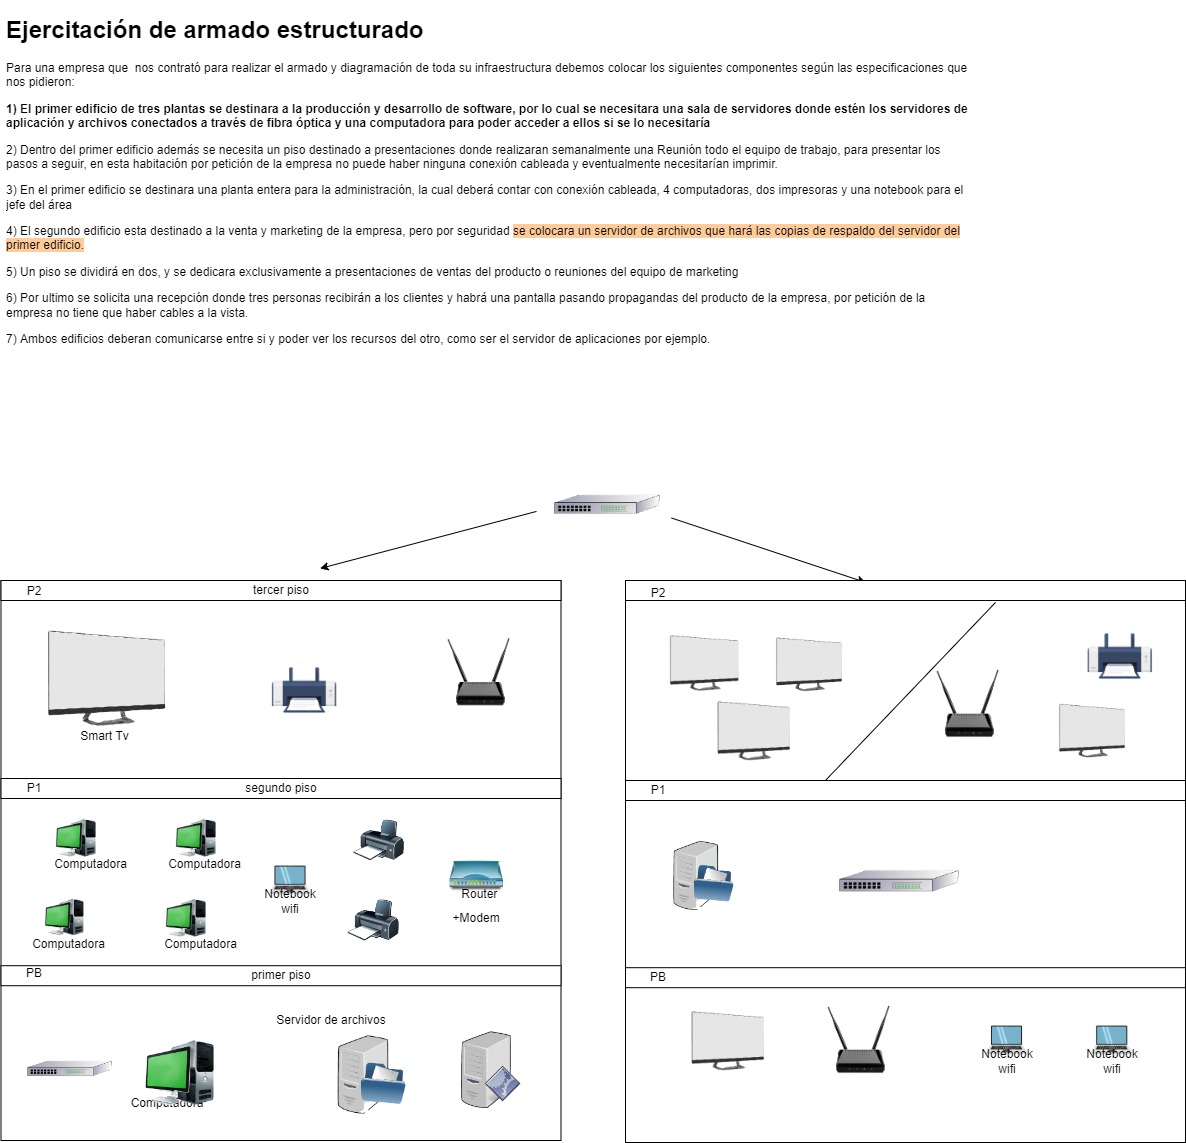 Ejercitación de armado estructurado
Para una empresa que  nos contrató para realizar el armado y diagramación de toda su infraestructura debemos colocar los siguientes componentes según las especificaciones que
nos pidieron:
1) El primer edificio de tres plantas se destinara a la producción y desarrollo de software, por lo cual se necesitara una sala de servidores donde estén los servidores de
aplicación y archivos conectados a través de fibra óptica y una computadora para poder acceder a ellos si se lo necesitaría
2) Dentro del primer edificio además se necesita un piso destinado a presentaciones donde realizaran semanalmente una Reunión todo el equipo de trabajo, para presentar los
pasos a seguir, en esta habitación por petición de la empresa no puede haber ninguna conexión cableada y eventualmente necesitarían imprimir.
3) En el primer edificio se destinara una planta entera para la administración, la cual deberá contar con conexión cableada, 4 computadoras, dos impresoras y una notebook para el
jefe del área
4) El segundo edificio esta destinado a la venta y marketing de la empresa, pero por seguridad se colocara un servidor de archivos que hará las copias de respaldo del servidor del
primer edificio.
5) Un piso se dividirá en dos, y se dedicara exclusivamente a presentaciones de ventas del producto o reuniones del equipo de marketing
6) Por ultimo se solicita una recepción donde tres personas recibirán a los clientes y habrá una pantalla pasando propagandas del producto de la empresa, por petición de la
empresa no tiene que haber cables a la vista.
7) Ambos edificios deberan comunicarse entre si y poder ver los recursos del otro, como ser el servidor de aplicaciones por ejemplo.
P2
tercer piso
Smart Tv
P1
segundo piso
Computadora
Computadora
Notebook
wifi
Router
+Modem
Computadora
Computadora
PB
primer piso
Servidor de archivos
Computadora
P2
P1
PB
Notebook
wifi
Notebook
wifi